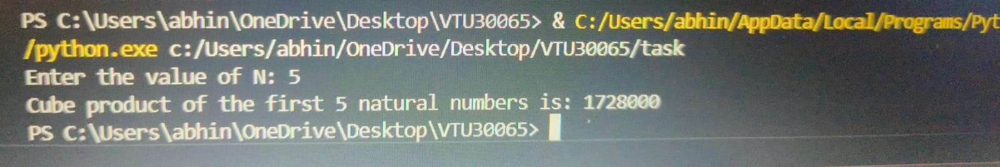 PS C:\Users\abhin\OneDrive\Desktop\VTU30065> & C:/Users/abhin/AppData/Local/Programs/Pyt
/python.exe c:/Users/abhin/OneDrive/Desktop/VTU30065/task
Enter the value of N: 5
Cube product of the first 5 natural numbers is: 1728000
PS C:\Users\abhin\OneDrive\Desktop\VTU30065>